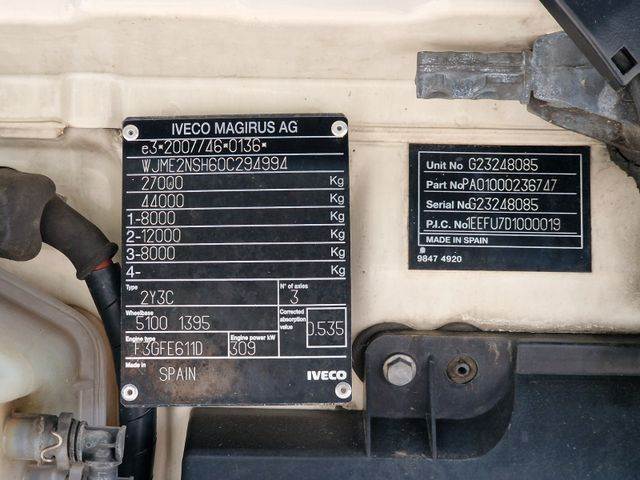 IVECO MAGIRUS AG
e3*2007/46*0136*
WJME2NSH60C294994
27000 Kg
44000 Kg
1-8000 Kg
2-12000 Kg
3-8000 Kg
4- Kg
Type N° of axles
2Y3C 3
Wheelbase Corrected absorption value
5100 1395 0.535
Engine type Engine power kW
F3GFE611D 309
Made in
SPAIN
IVECO
Unit No G23248085
Part No PA01000236747
Serial No G23248085
P.I.C. No 1EEFU7D1000019
MADE IN SPAIN
9847 4920